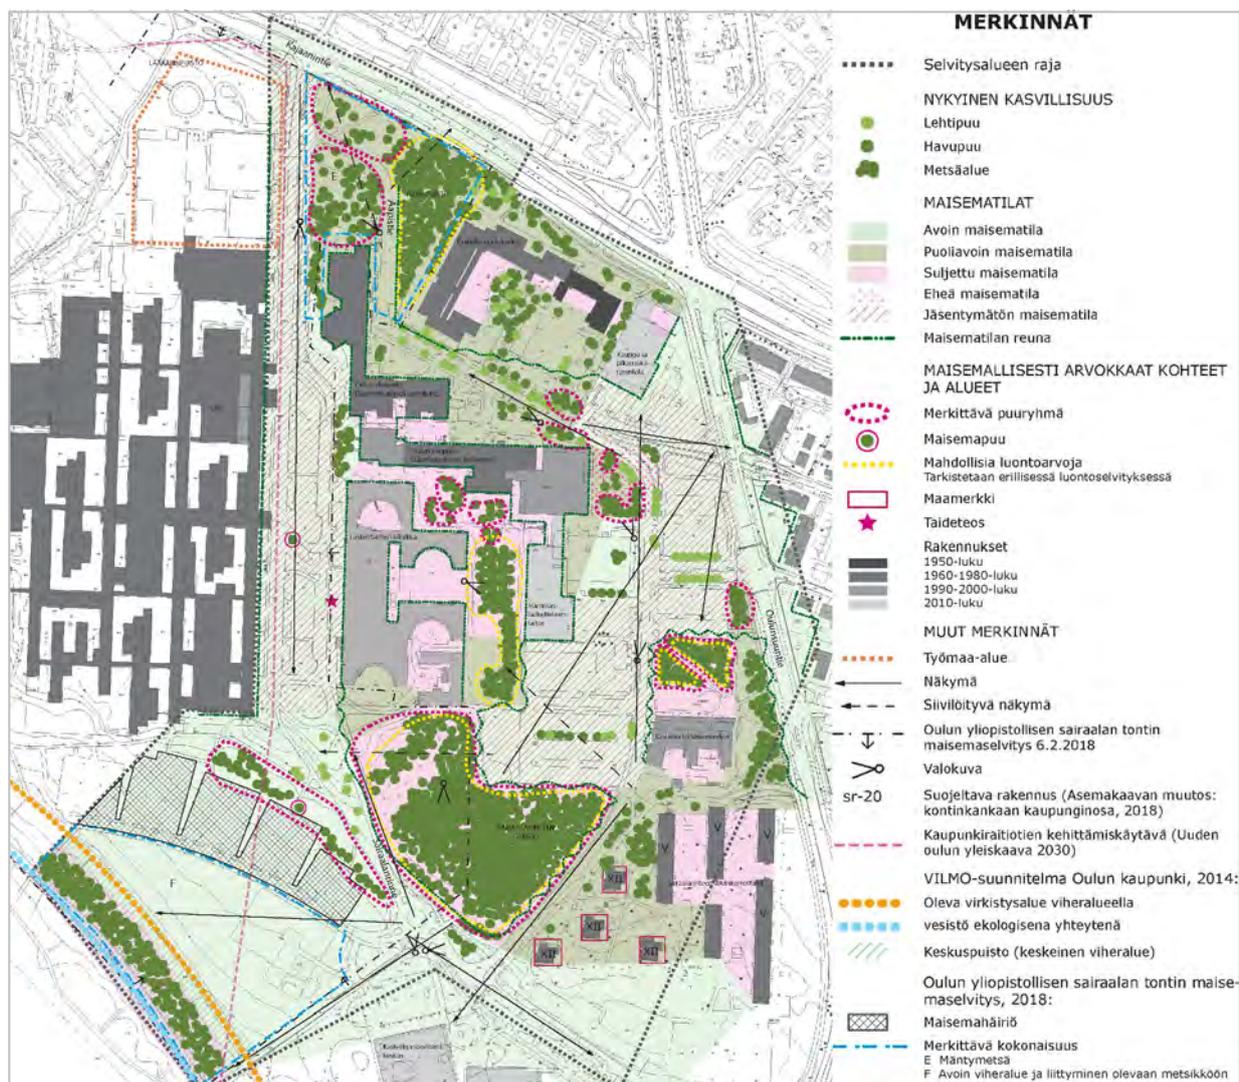 MERKINNÄT
Selvitysalueen raja
NYKYINEN KASVILLISUUS
Lehtipuu
Havupuu
Metsäalue
MAISEMATILAT
Avoin maisematila
Puoliavoin maisematila
Suljettu maisematila
Eheä maisematila
Jäsentymätön maisematila
Maisematilan reuna
MAISEMALLISESTI ARVOKKAAT KOHTEET
JA ALUEET
Merkittävä puuryhmä
Maisemapuu
Mahdollisia luontoarvoja
Tarkistetaan erillisessä luontoselvityksessä
Maamerkki
Taideteos
Rakennukset
1950-luku
1960-1980-luku
1990-2000-luku
2010-luku
MUUT MERKINNÄT
Työmaa-alue
Näkymä
Siivilöityvä näkymä
Oulun yliopistollisen sairaalan tontin
maisemaselvitys 6.2.2018
Valokuva
sr-20 Suojeltava rakennus (Asemakaavan muutos:
kontinkankaan kaupunginosa, 2018)
Kaupunkiraitiotien kehittämiskäytävä (Uuden
oulun yleiskaava 2030)
VILMO-suunnitelma Oulun kaupunki, 2014:
Oleva virkistysalue viheralueella
vesistö ekologisena yhteytenä
Keskuspuisto (keskeinen viheralue)
Oulun yliopistollisen sairaalan tontin maise-
maselvitys, 2018:
Maisemahäiriö
Merkittävä kokonaisuus
E Mäntymetsä
F Avoin viheralue ja liittyminen olevaan metsikköön
Kajaanintie
Aapistie
E
Oulunsuuntie
F
V
V
V
XII
XII
XII
XII